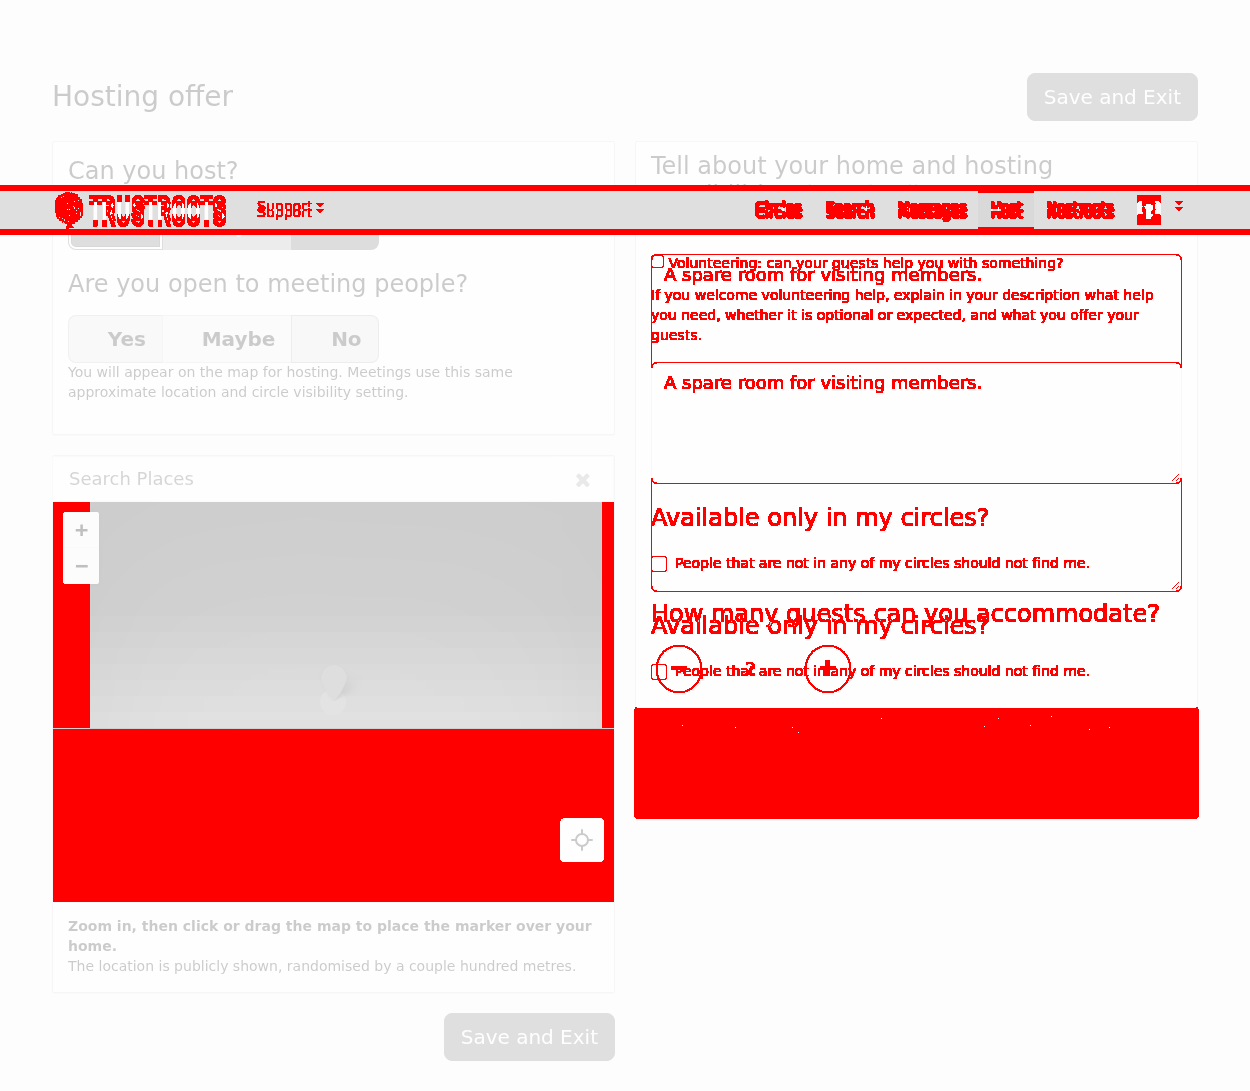 Hosting offer
Save and Exit
Can you host?
Tell about your home and hosting
TRUSTROOTS
Support
Circles
Search
Messages
Host
Are you open to meeting people?
Yes
Maybe
No
You will appear on the map for hosting. Meetings use this same
approximate location and circle visibility setting.
Volunteering: can your guests help you with something?
A spare room for visiting members.
If you welcome volunteering help, explain in your description what help
you need, whether it is optional or expected, and what you offer your
guests.
A spare room for visiting members.
Search Places
+
−
Available only in my circles?
People that are not in any of my circles should not find me.
How many guests can you accommodate?
Available only in my circles?
− 2 +
People that are not in any of my circles should not find me.
Zoom in, then click or drag the map to place the marker over your
home.
The location is publicly shown, randomised by a couple hundred metres.
Save and Exit